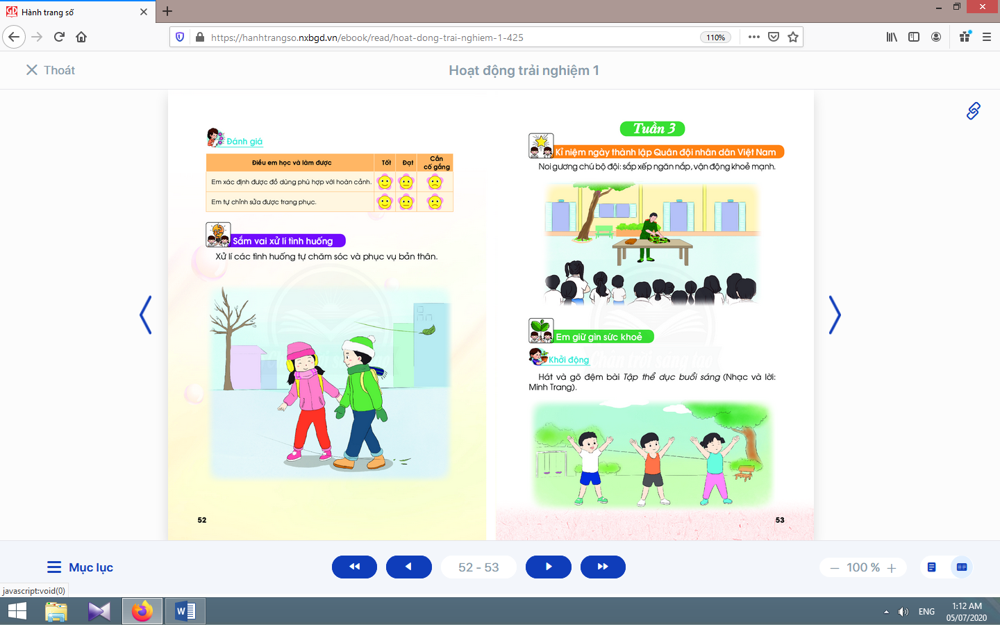 Hành trang số
https://hanhtrangso.nxbgd.vn/ebook/read/hoat-dong-trai-nghiem-1-425
110%
Thoát
Hoạt động trải nghiệm 1
Đánh giá
Điều em học và làm được
Tốt
Đạt
Cần cố gắng
Em xác định được đồ dùng phù hợp với hoàn cảnh.
Em tự chỉnh sửa được trang phục.
Sắm vai xử lí tình huống
Xử lí các tình huống tự chăm sóc và phục vụ bản thân.
52
Tuần 3
Kỉ niệm ngày thành lập Quân đội nhân dân Việt Nam
Noi gương chú bộ đội: sắp xếp ngăn nắp, vận động khoẻ mạnh.
Em giữ gìn sức khoẻ
Chân trời sáng tạo
Khởi động
Hát và gõ đệm bài Tập thể dục buổi sáng (Nhạc và lời:
Minh Trang).
53
Mục lục
52 - 53
100 %
javascript:void(0)
ENG
1:12 AM
05/07/2020